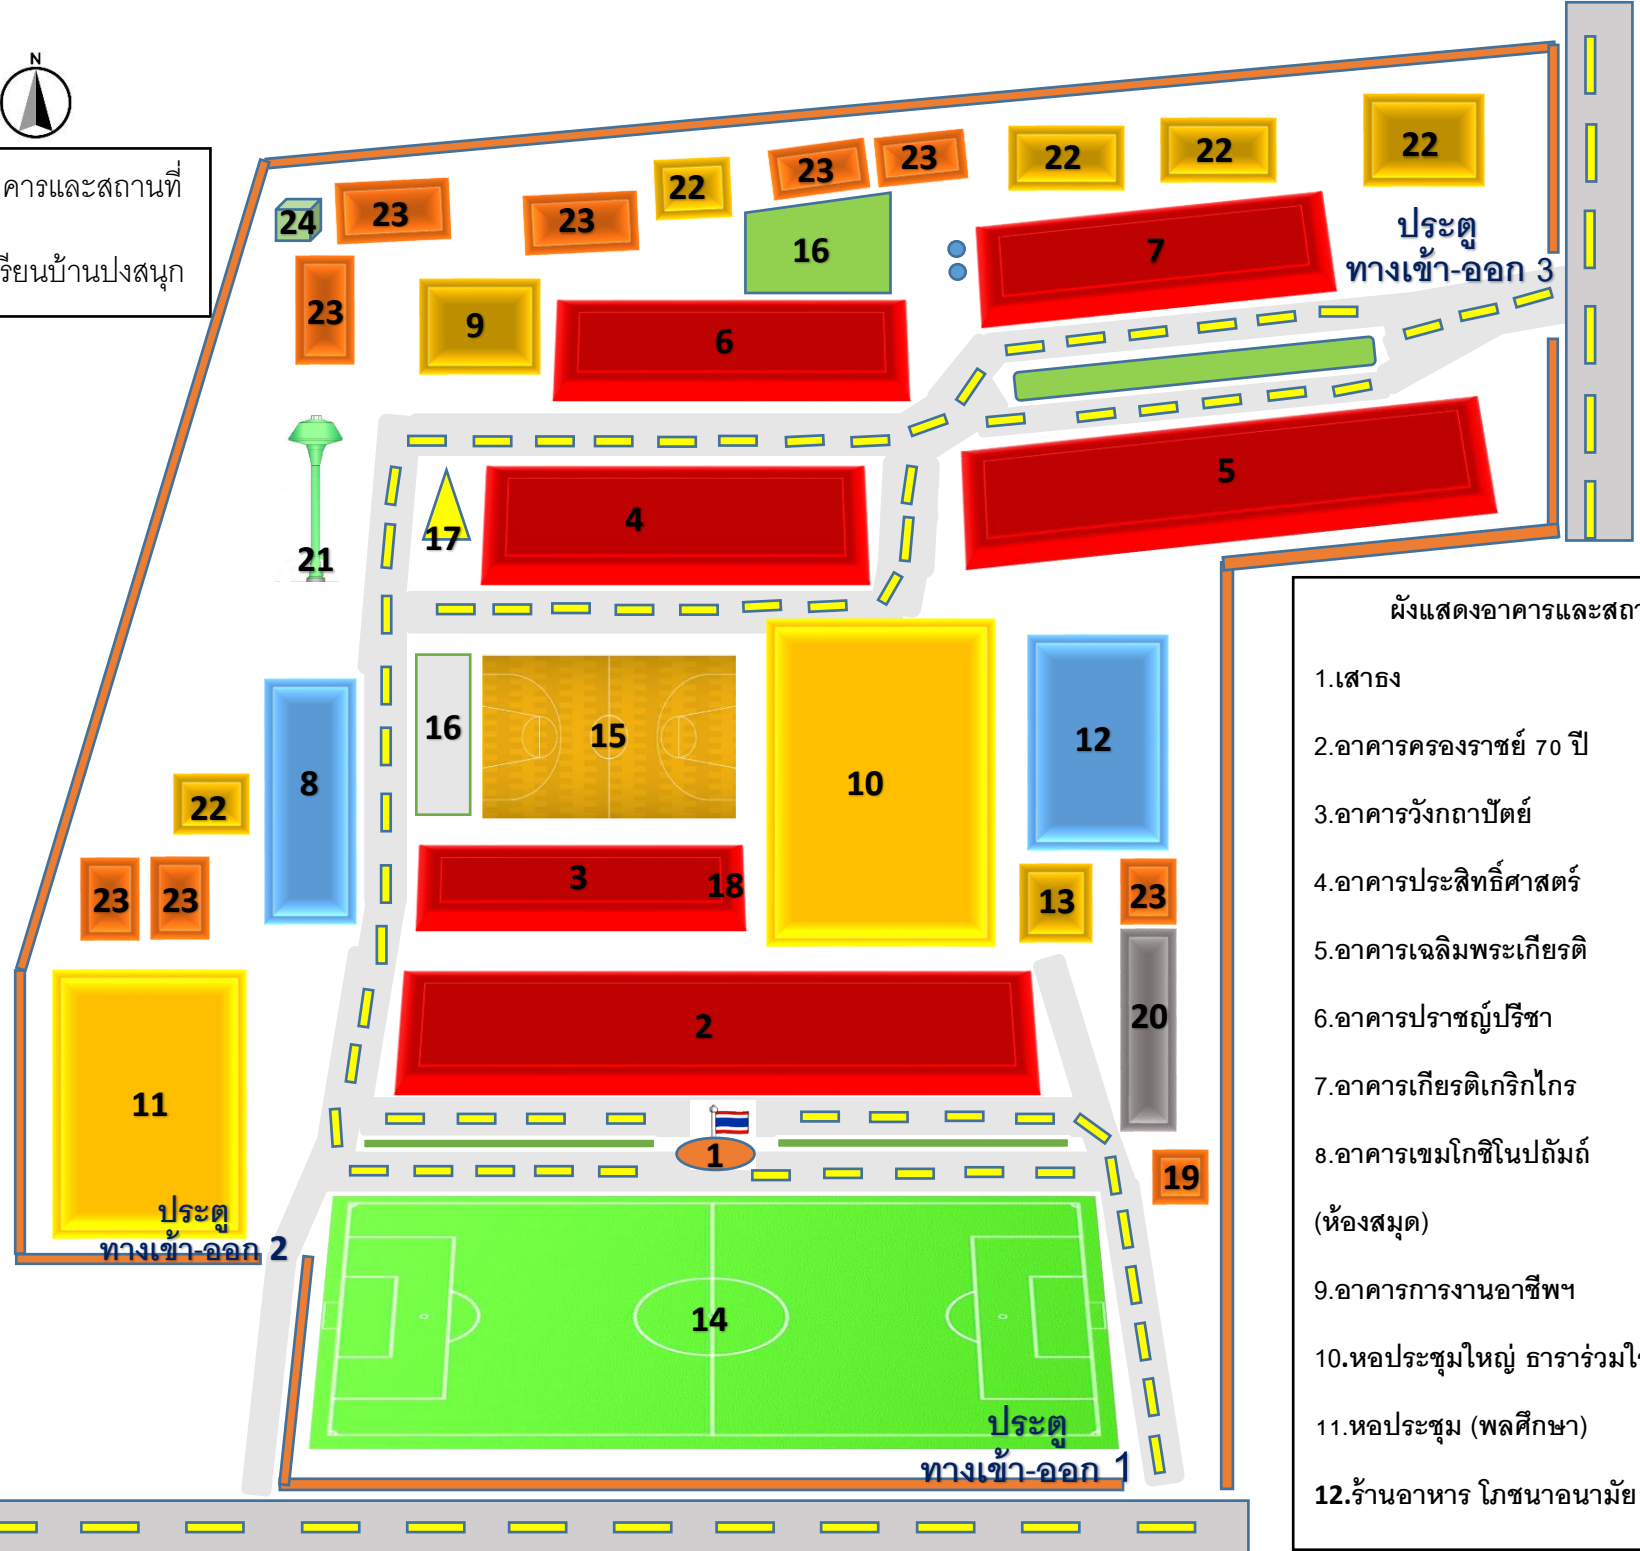 N
คารและสถานที่
รียนบ้านปงสนุก
22
22
22
23
23
22
23
23
24
16
7
ประตู
ทางเข้า-ออก 3
23
9
6
5
4
17
21
16
15
12
10
8
22
3
18
13
23
23
23
20
2
11
1
19
ประตู
ทางเข้า-ออก 2
14
ประตู
ทางเข้า-ออก 1
ผังแสดงอาคารและสถา
1.เสาธง
2.อาคารครองราชย์ 70 ปี
3.อาคารวังกถาปัตย์
4.อาคารประสิทธิ์ศาสตร์
5.อาคารเฉลิมพระเกียรติ
6.อาคารปราชญ์ปรีชา
7.อาคารเกียรติเกริกไกร
8.อาคารเขมโกชิโนปถัมถ์
(ห้องสมุด)
9.อาคารการงานอาชีพฯ
10.หอประชุมใหญ่ ธาราร่วมใ
11.หอประชุม (พลศึกษา)
12.ร้านอาหาร โภชนาอนามัย